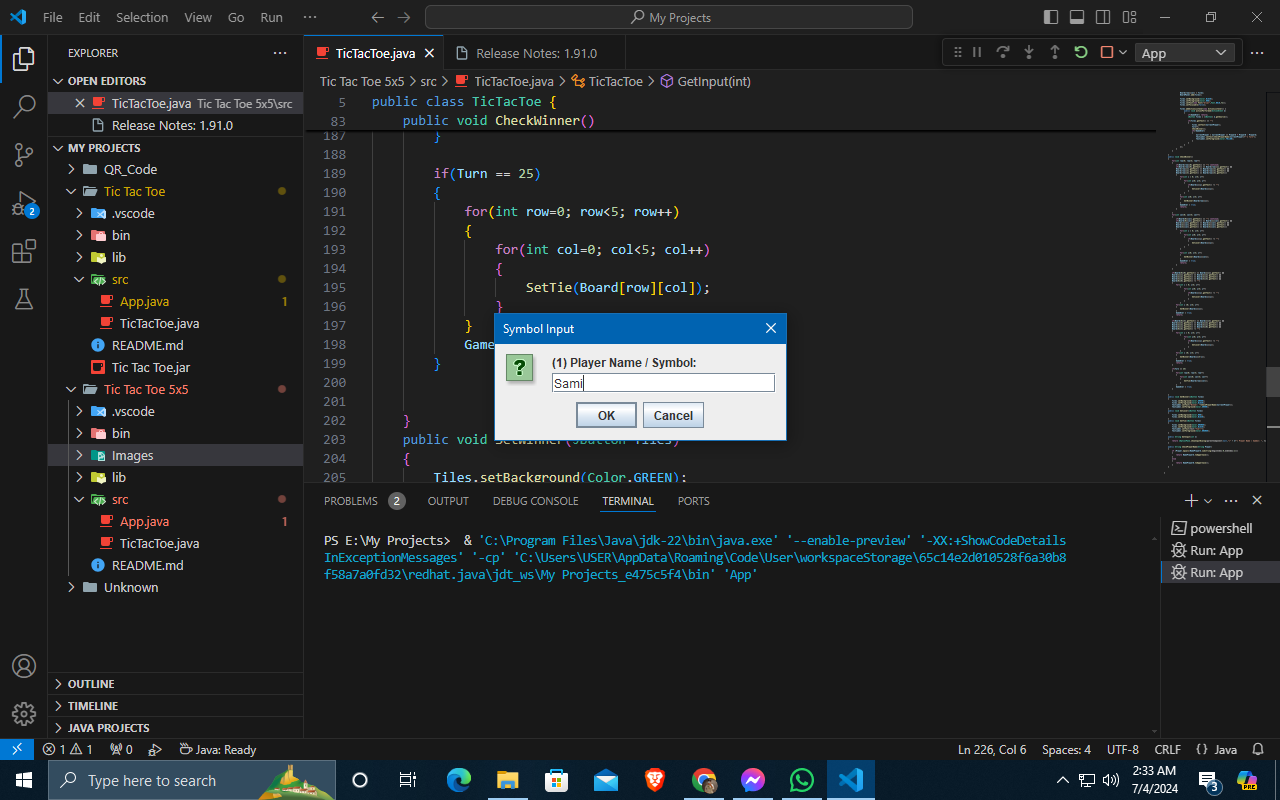 File Edit Selection View Go Run ···
My Projects
EXPLORER
OPEN EDITORS
TicTacToe.java Tic Tac Toe 5x5\src
Release Notes: 1.91.0
MY PROJECTS
QR_Code
Tic Tac Toe
.vscode
bin
lib
src
App.java 1
TicTacToe.java
README.md
Tic Tac Toe.jar
Tic Tac Toe 5x5
.vscode
bin
Images
lib
src
App.java 1
TicTacToe.java
README.md
Unknown
OUTLINE
TIMELINE
JAVA PROJECTS
2
TicTacToe.java
Release Notes: 1.91.0
App
Tic Tac Toe 5x5 > src > TicTacToe.java > TicTacToe > GetInput(int)
5 public class TicTacToe {
83 public void CheckWinner()
187 }
188
189 if(Turn == 25)
190 {
191 for(int row=0; row<5; row++)
192 {
193 for(int col=0; col<5; col++)
194 {
195 SetTie(Board[row][col]);
196 }
197 }
198 Game
199 }
200
201
202 }
203 public void SetWinner(JButton Tiles)
204 {
205 Tiles.setBackground(Color.GREEN);
Symbol Input
(1) Player Name / Symbol:
Sami
OK Cancel
PROBLEMS 2 OUTPUT DEBUG CONSOLE TERMINAL PORTS
PS E:\My Projects> & 'C:\Program Files\Java\jdk-22\bin\java.exe' '--enable-preview' '-XX:+ShowCodeDetails
InExceptionMessages' '-cp' 'C:\Users\USER\AppData\Roaming\Code\User\workspaceStorage\65c14e2d010528f6a30b8
f58a7a0fd32\redhat.java\jdt_ws\My Projects_e475c5f4\bin' 'App'
powershell
Run: App
Run: App
1 1 0 Java: Ready
Ln 226, Col 6 Spaces: 4 UTF-8 CRLF {} Java
Type here to search
2:33 AM
7/4/2024
3
PRE